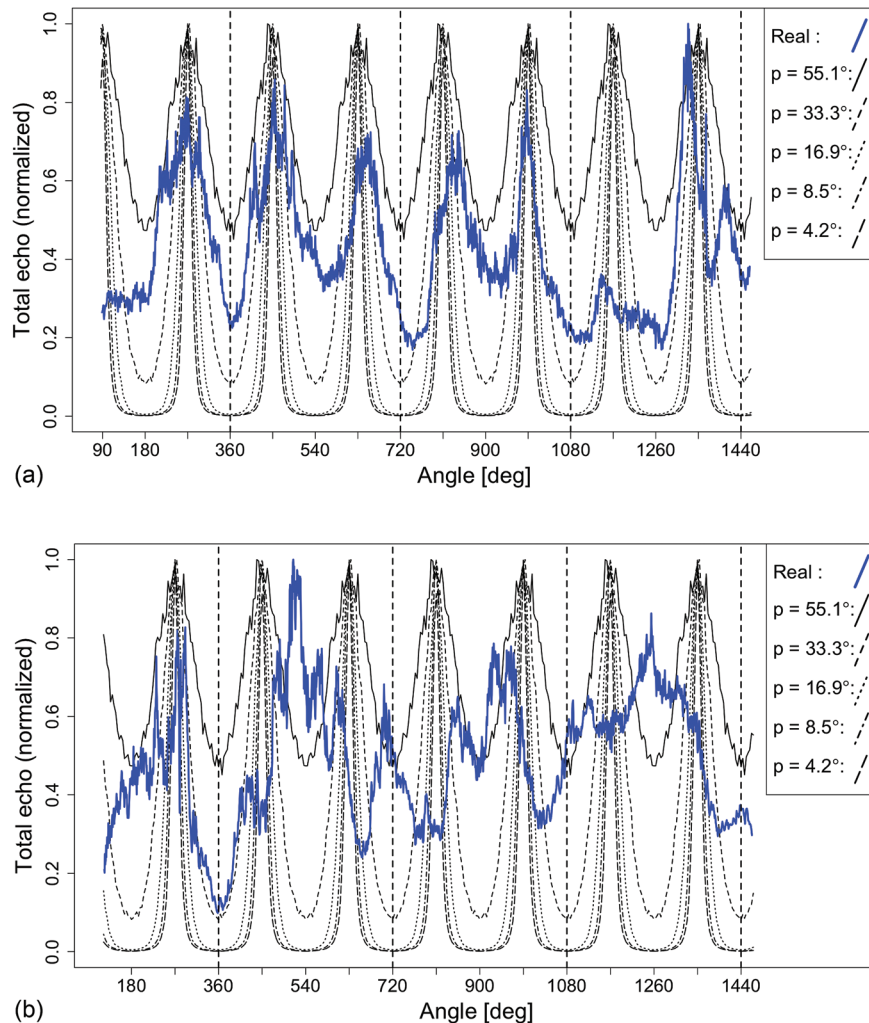 Total echo (normalized)
1.0
0.8
0.6
0.4
0.2
0.0
90 180 360 540 720 900 1080 1260 1440
Angle [deg]
(a)
Real :
p = 55.1°:
p = 33.3°:
p = 16.9°:
p = 8.5°:
p = 4.2°:
Total echo (normalized)
1.0
0.8
0.6
0.4
0.2
0.0
180 360 540 720 900 1080 1260 1440
Angle [deg]
(b)
Real :
p = 55.1°:
p = 33.3°:
p = 16.9°:
p = 8.5°:
p = 4.2°: